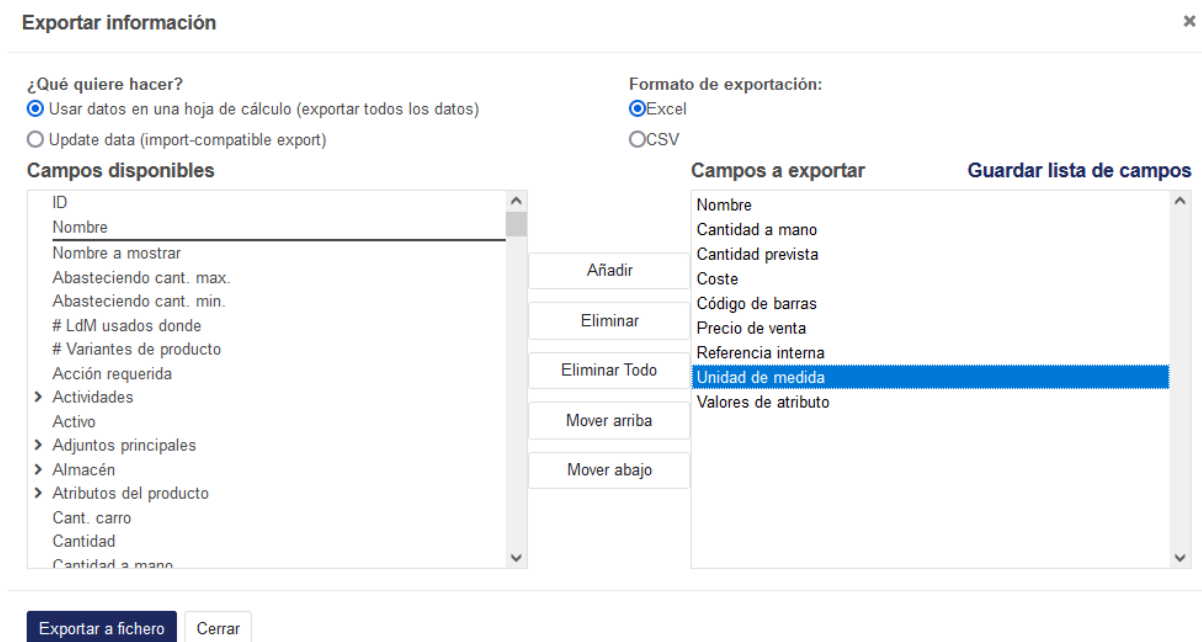 Exportar información
×
¿Qué quiere hacer?
Usar datos en una hoja de cálculo (exportar todos los datos)
Update data (import-compatible export)
Formato de exportación:
Excel
CSV
Campos disponibles
ID
Nombre
Nombre a mostrar
Abasteciendo cant. max.
Abasteciendo cant. min.
# LdM usados donde
# Variantes de producto
Acción requerida
Actividades
Activo
Adjuntos principales
Almacén
Atributos del producto
Cant. carro
Cantidad
Cantidad a mano
Añadir
Eliminar
Eliminar Todo
Mover arriba
Mover abajo
Campos a exportar
Guardar lista de campos
Nombre
Cantidad a mano
Cantidad prevista
Coste
Código de barras
Precio de venta
Referencia interna
Unidad de medida
Valores de atributo
Exportar a fichero
Cerrar